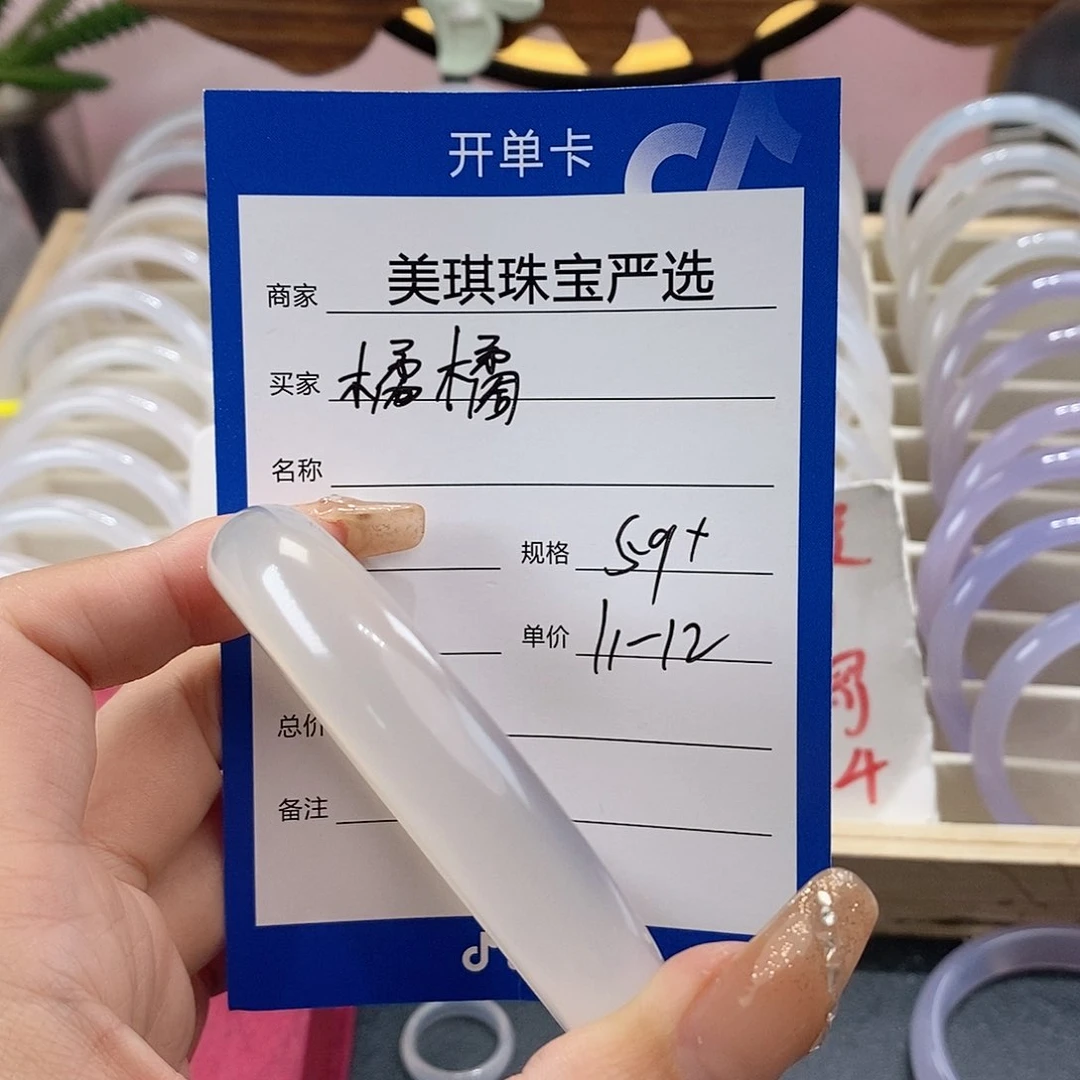 开单卡
商家 美琪珠宝严选
买家 橘橘
名称
规格 59+
单价 11-12
总价
备注
4